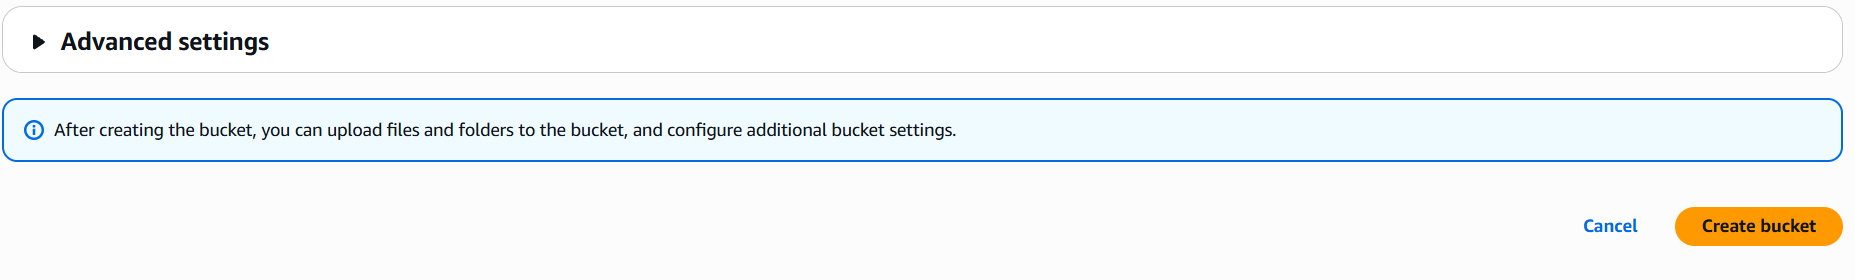 Advanced settings
After creating the bucket, you can upload files and folders to the bucket, and configure additional bucket settings.
Cancel
Create bucket